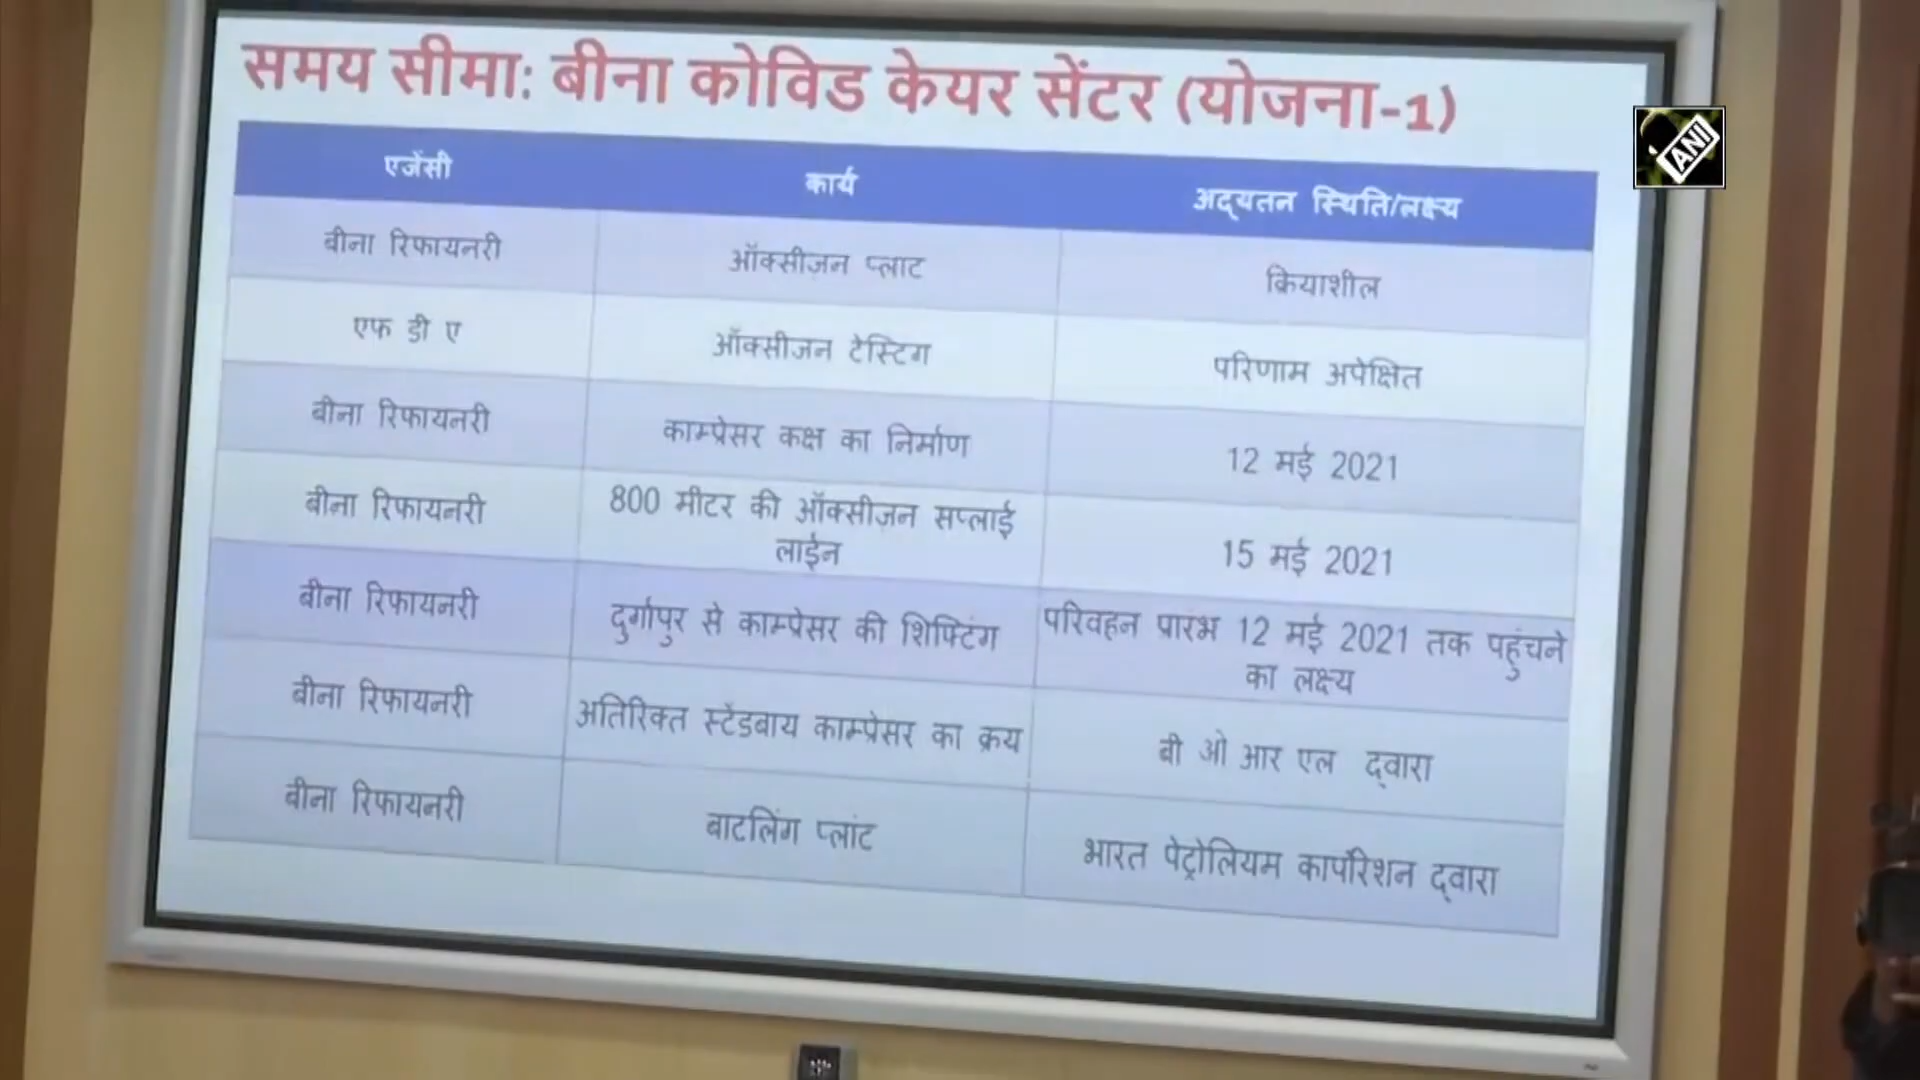 समय सीमा: बीना कोविड केयर सेंटर (योजना-1)
ANI
एजेंसी कार्य अद्यतन स्थिति/लक्ष्य
बीना रिफायनरी ऑक्सीजन प्लाट क्रियाशील
एफ डी ए ऑक्सीजन टेस्टिग परिणाम अपेक्षित
बीना रिफायनरी काम्प्रेसर कक्ष का निर्माण 12 मई 2021
बीना रिफायनरी 800 मीटर की ऑक्सीजन सप्लाई 15 मई 2021
लाईन
बीना रिफायनरी दुर्गापुर से काम्प्रेसर की शिफ्टिंग परिवहन प्रारंभ 12 मई 2021 तक पहुंचने
का लक्ष्य
बीना रिफायनरी अतिरिक्त स्टेंडबाय काम्प्रेसर का क्रय बी ओ आर एल द्वारा
बीना रिफायनरी बाटलिंग प्लांट भारत पेट्रोलियम कार्पोरेशन द्वारा